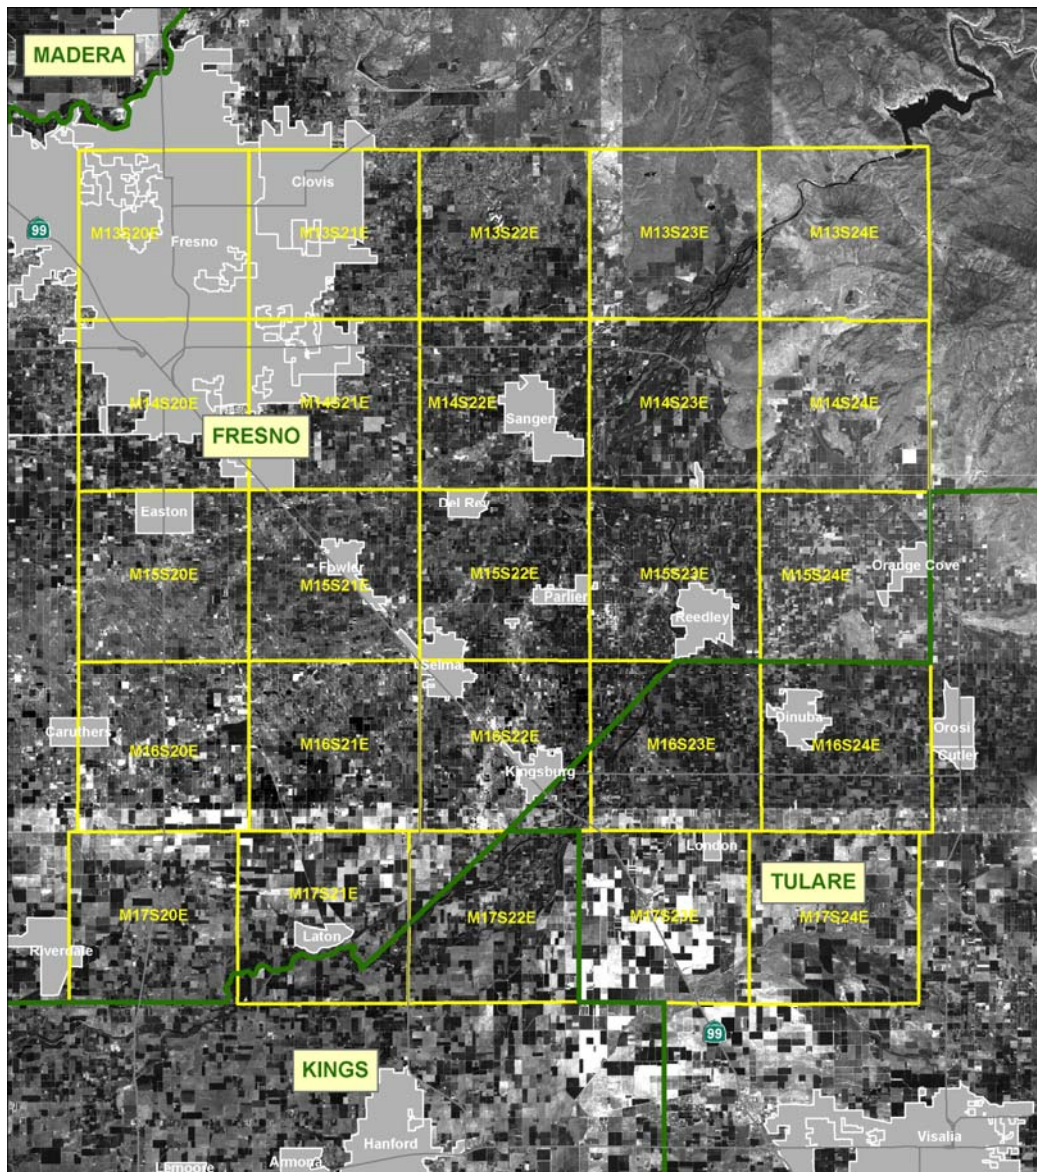 MADERA
Clovis
99
M13S20E
Fresno
M13S21E
M13S22E
M13S23E
M13S24E
M14S20E
M14S21E
M14S22E
Sanger
M14S23E
M14S24E
FRESNO
Easton
Del Rey
Fowler
M15S20E
M15S21E
M15S22E
Parlier
M15S23E
Reedley
M15S24E
Orange Cove
Selma
Caruthers
M16S20E
M16S21E
M16S22E
Kingsburg
M16S23E
Dinuba
M16S24E
Orosi
Cutler
London
TULARE
M17S20E
M17S21E
M17S22E
M17S23E
M17S24E
Laton
Riverdale
99
KINGS
Hanford
Visalia
Armona
Lemoore